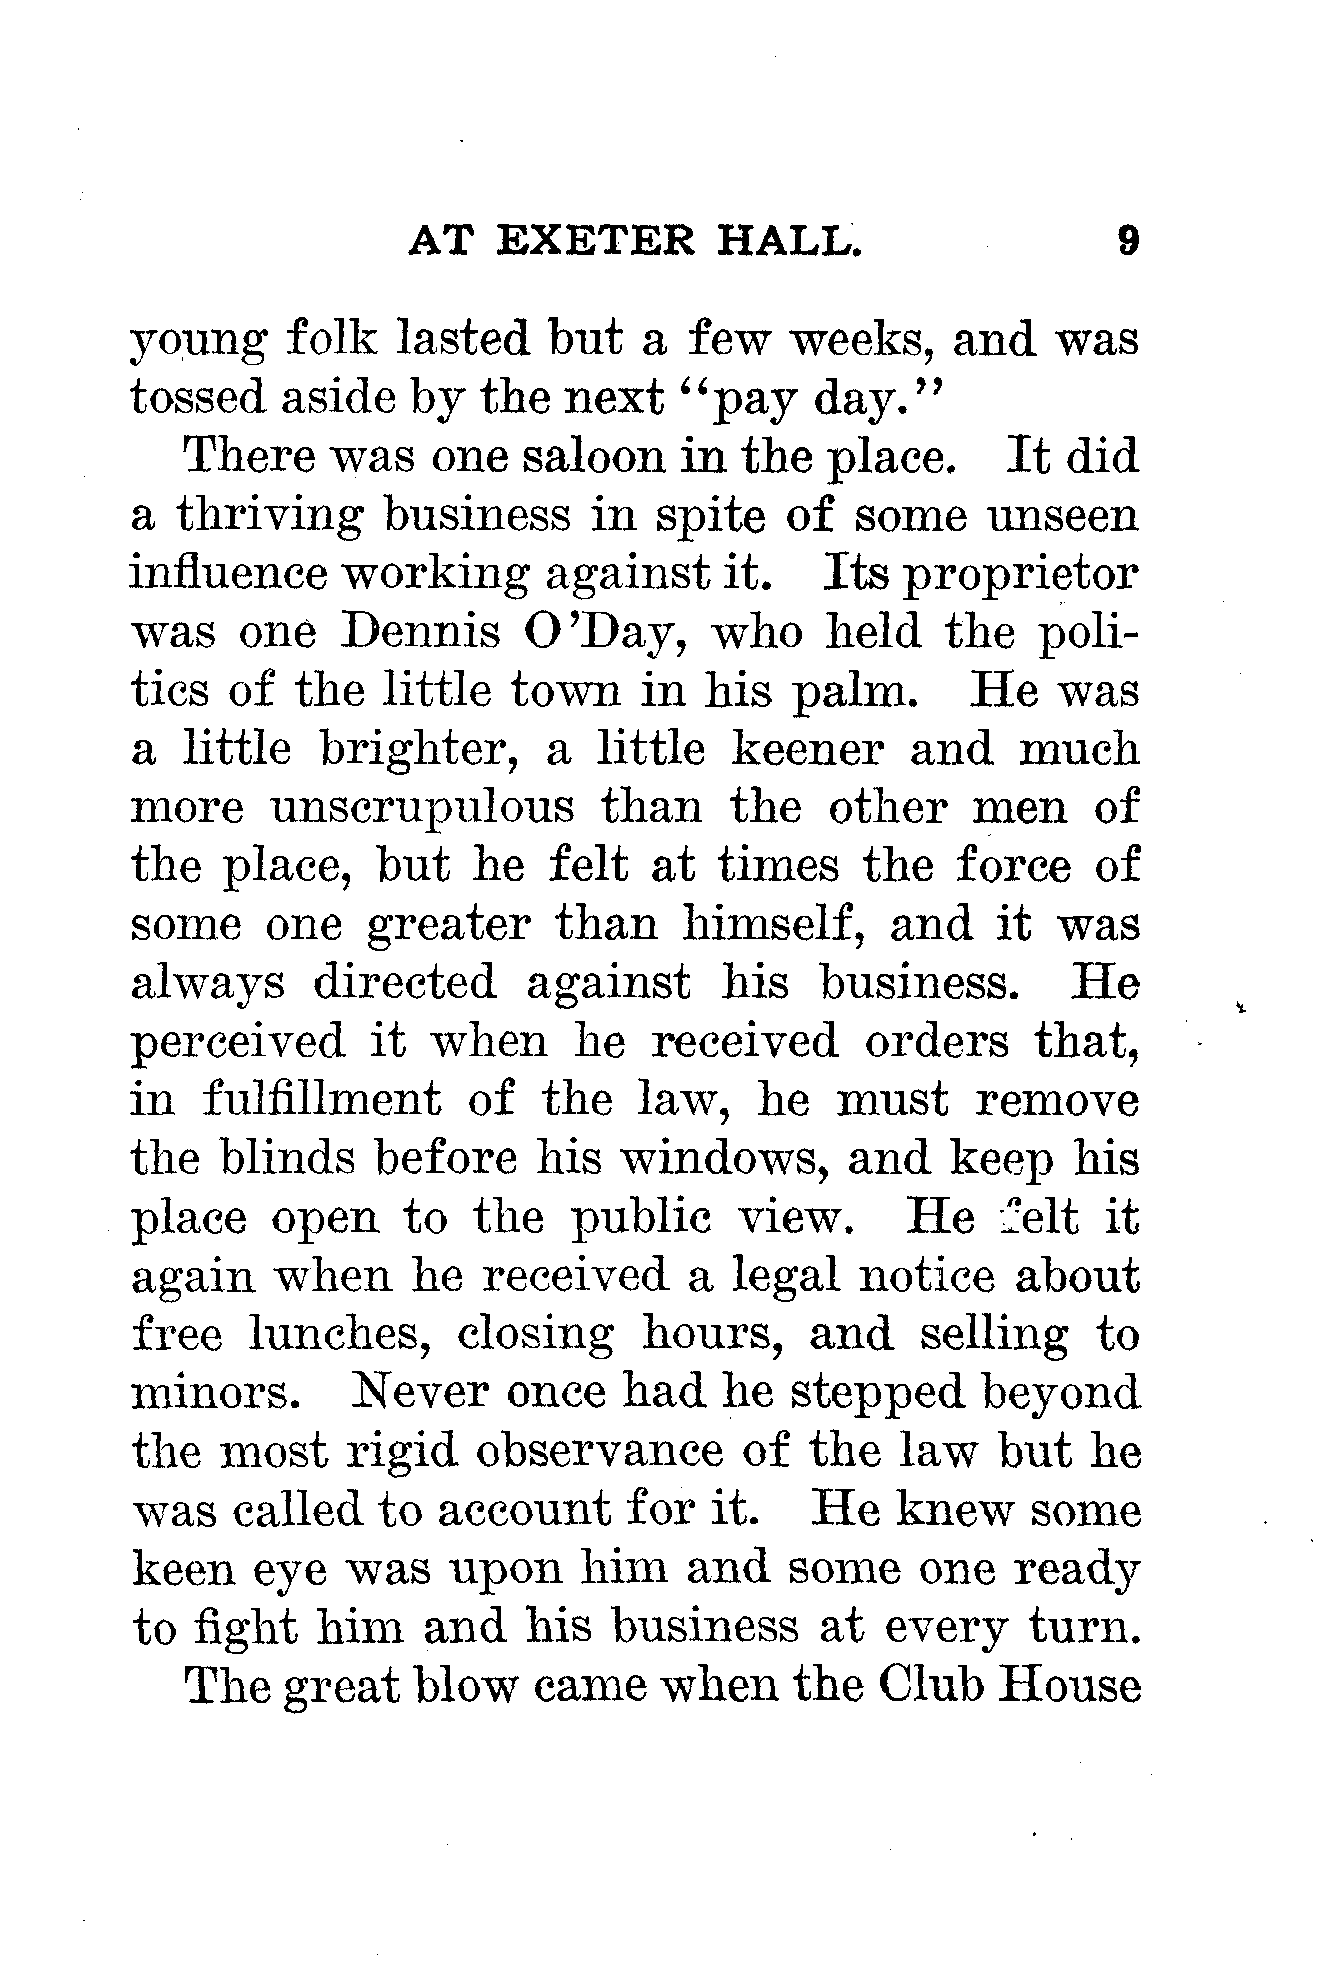 AT EXETER HALL. 9
young folk lasted but a few weeks, and was
tossed aside by the next "pay day."
There was one saloon in the place. It did
a thriving business in spite of some unseen
influence working against it. Its proprietor
was one Dennis O'Day, who held the poli-
tics of the little town in his palm. He was
a little brighter, a little keener and much
more unscrupulous than the other men of
the place, but he felt at times the force of
some one greater than himself, and it was
always directed against his business. He
perceived it when he received orders that,
in fulfillment of the law, he must remove
the blinds before his windows, and keep his
place open to the public view. He felt it
again when he received a legal notice about
free lunches, closing hours, and selling to
minors. Never once had he stepped beyond
the most rigid observance of the law but he
was called to account for it. He knew some
keen eye was upon him and some one ready
to fight him and his business at every turn.
The great blow came when the Club House